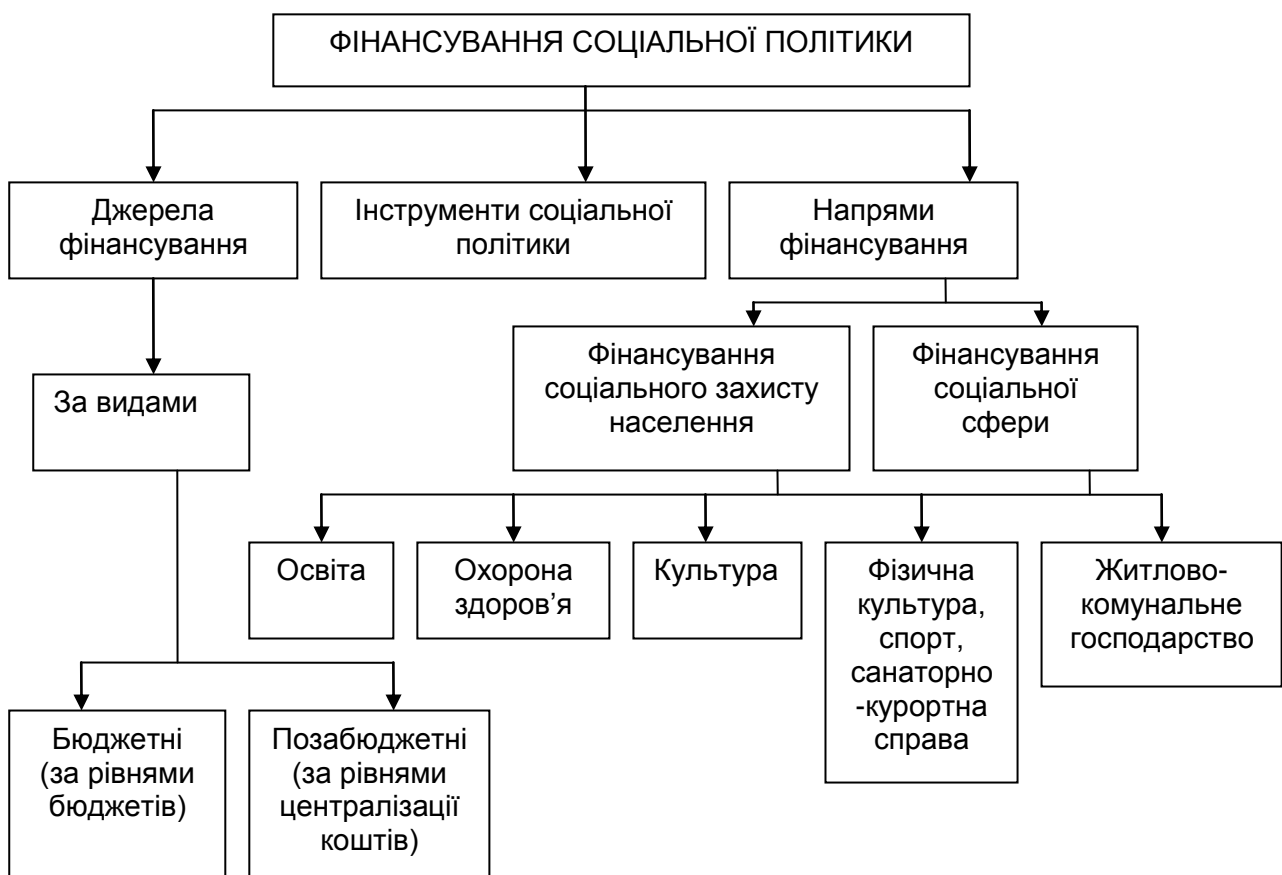 ФІНАНСУВАННЯ СОЦІАЛЬНОЇ ПОЛІТИКИ
Джерела
фінансування
Інструменти соціальної
політики
Напрями
фінансування
За видами
Фінансування
соціального захисту
населення
Фінансування
соціальної
сфери
Освіта
Охорона
здоров’я
Культура
Фізична
культура,
спорт,
санаторно
-курортна
справа
Житлово-
комунальне
господарство
Бюджетні
(за рівнями
бюджетів)
Позабюджетні
(за рівнями
централізації
коштів)